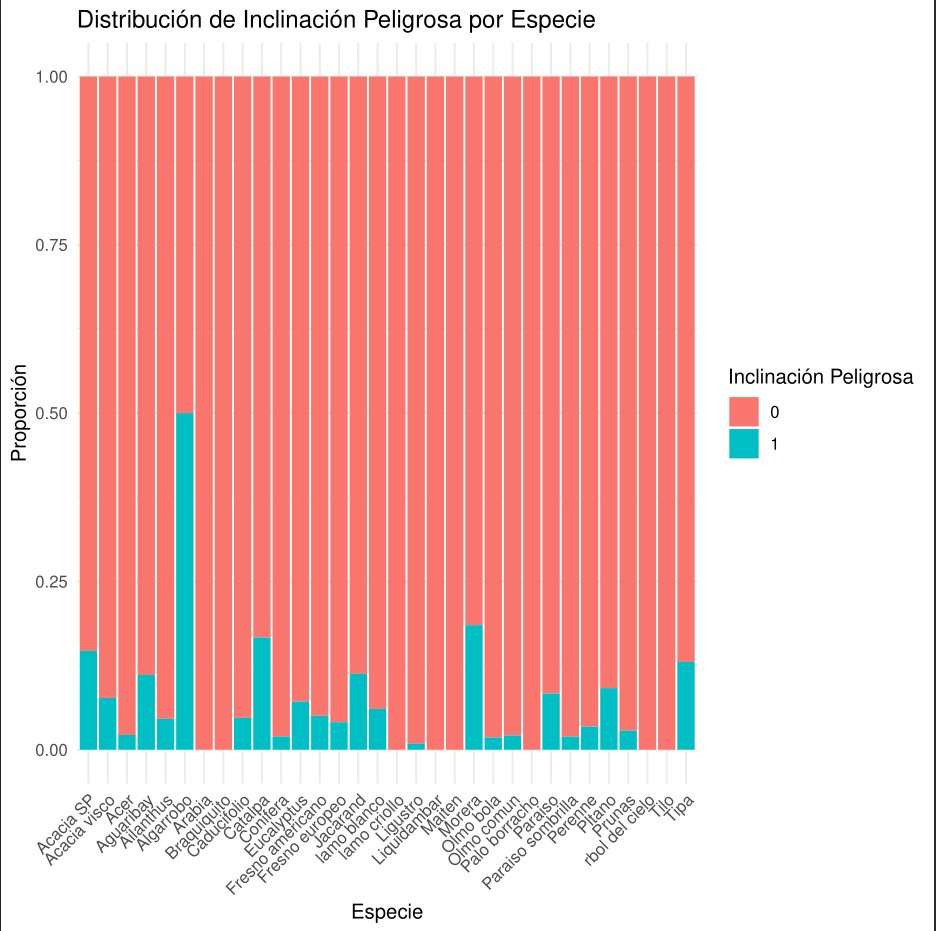 Distribución de Inclinación Peligrosa por Especie
1.00
0.75
0.50
0.25
0.00
Proporción
Acacia SP
Acacia visco
Acer
Aguaribay
Ailanthus
Algarrobo
Arabia
Braquiquito
Caducifolio
Catalpa
Conifera
Eucalyptus
Fresno americano
Fresno europeo
Jacarand
lamo blanco
lamo criollo
Ligustro
Liquidambar
Maiten
Morera
Olmo bola
Olmo comun
Palo borracho
Paraiso
Paraiso sombrilla
Perenne
Pltano
Prunas
rbol del cielo
Tilo
Tipa
Especie
Inclinación Peligrosa
0
1